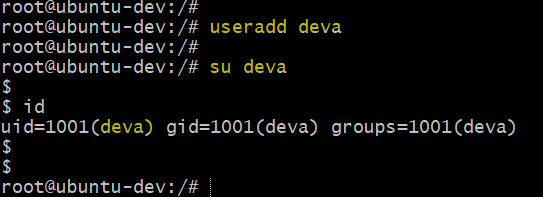 root@ubuntu-dev:/#
root@ubuntu-dev:/# useradd deva
root@ubuntu-dev:/#
root@ubuntu-dev:/# su deva
$
$ id
uid=1001(deva) gid=1001(deva) groups=1001(deva)
$
$
root@ubuntu-dev:/#